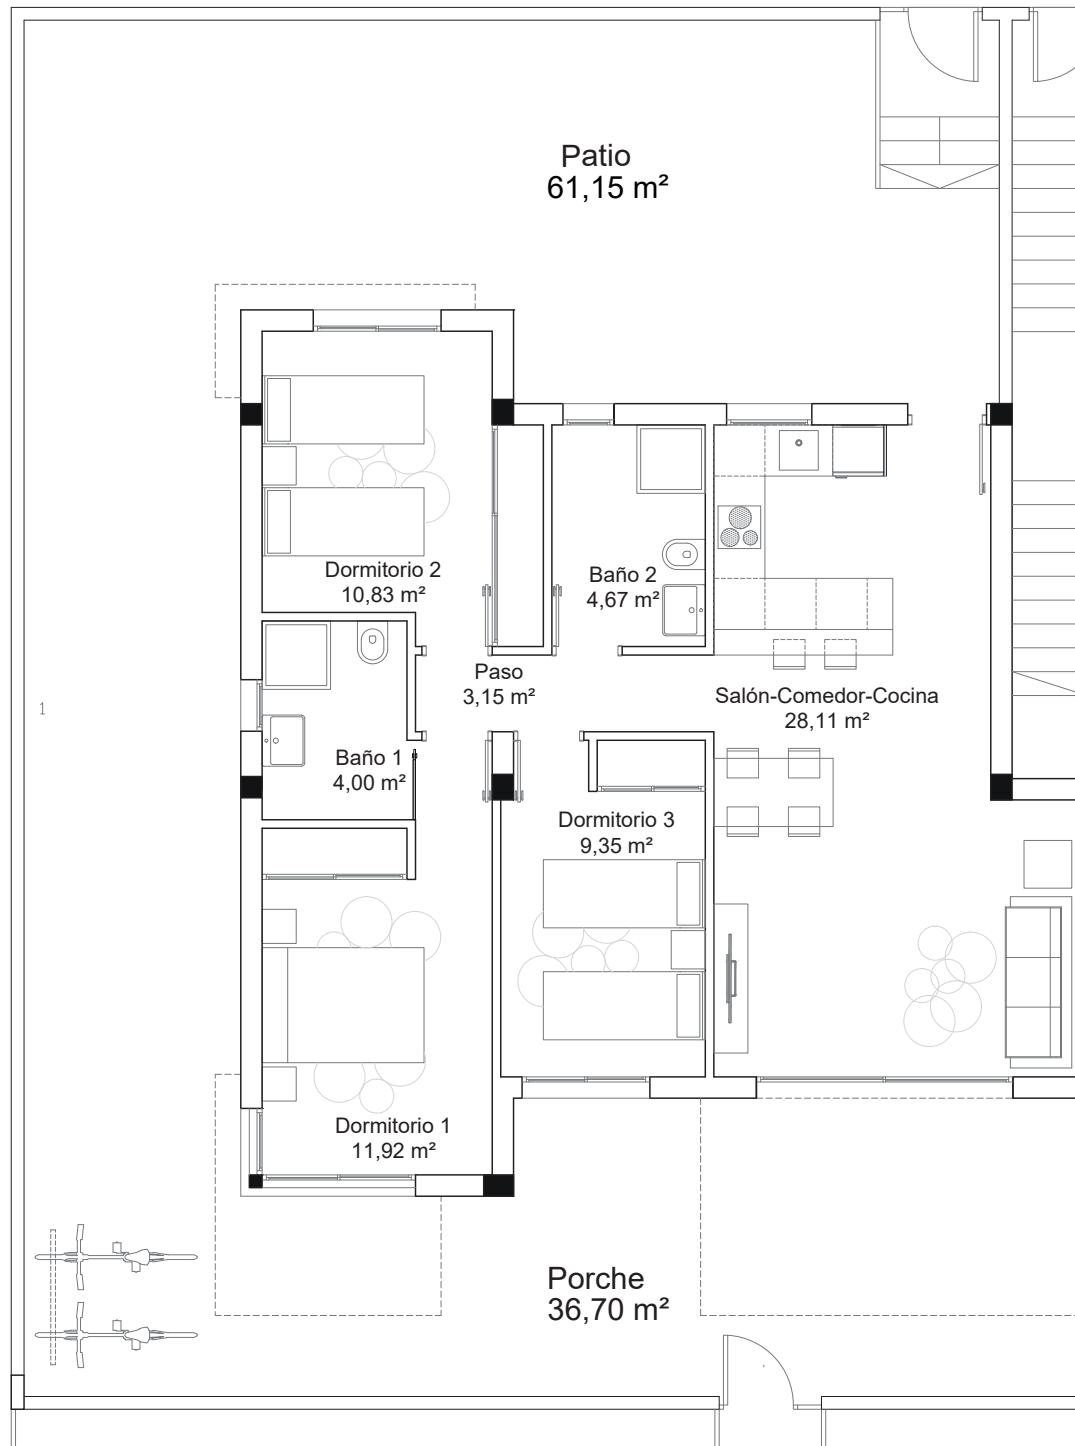 Patio
61,15 m²
Dormitorio 2
10,83 m²
Baño 2
4,67 m²
Paso
3,15 m²
Salón-Comedor-Cocina
28,11 m²
1
Baño 1
4,00 m²
Dormitorio 3
9,35 m²
Dormitorio 1
11,92 m²
Porche
36,70 m²